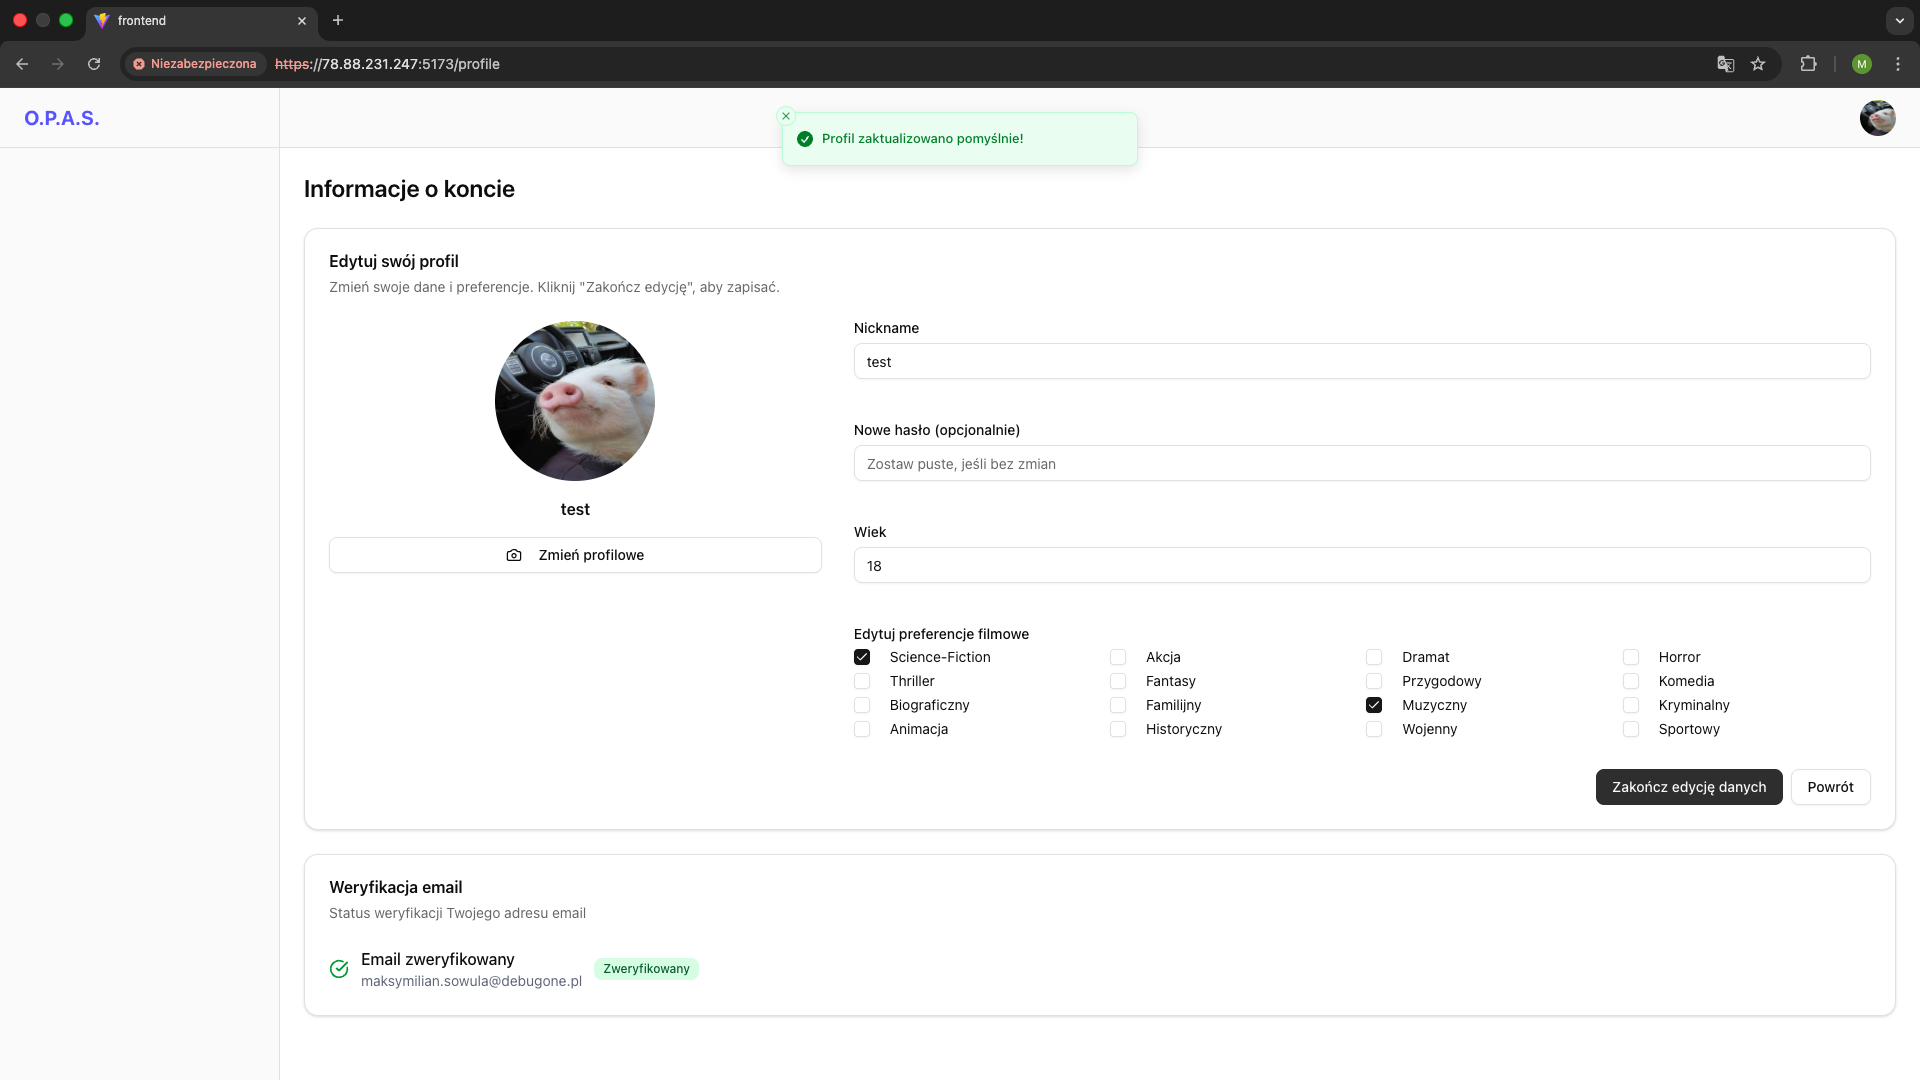 frontend
Niezabezpieczona
https://78.88.231.247:5173/profile
M
O.P.A.S.
Profil zaktualizowano pomyślnie!
Informacje o koncie
Edytuj swój profil
Zmień swoje dane i preferencje. Kliknij "Zakończ edycję", aby zapisać.
test
Zmień profilowe
Nickname
test
Nowe hasło (opcjonalnie)
Zostaw puste, jeśli bez zmian
Wiek
18
Edytuj preferencje filmowe
Science-Fiction Akcja Dramat Horror
Thriller Fantasy Przygodowy Komedia
Biograficzny Familijny Muzyczny Kryminalny
Animacja Historyczny Wojenny Sportowy
Zakończ edycję danych Powrót
Weryfikacja email
Status weryfikacji Twojego adresu email
Email zweryfikowany
maksymilian.sowula@debugone.pl
Zweryfikowany